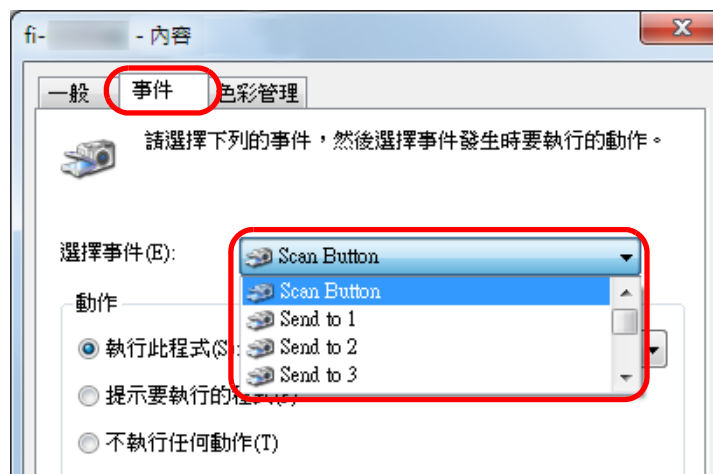 fi- - 內容
一般 事件 色彩管理
請選擇下列的事件，然後選擇事件發生時要執行的動作。
選擇事件(E): Scan Button
Scan Button
動作
Send to 1
執行此程式(S): Send to 2
Send to 3
提示要執行的
不執行任何動作(T)